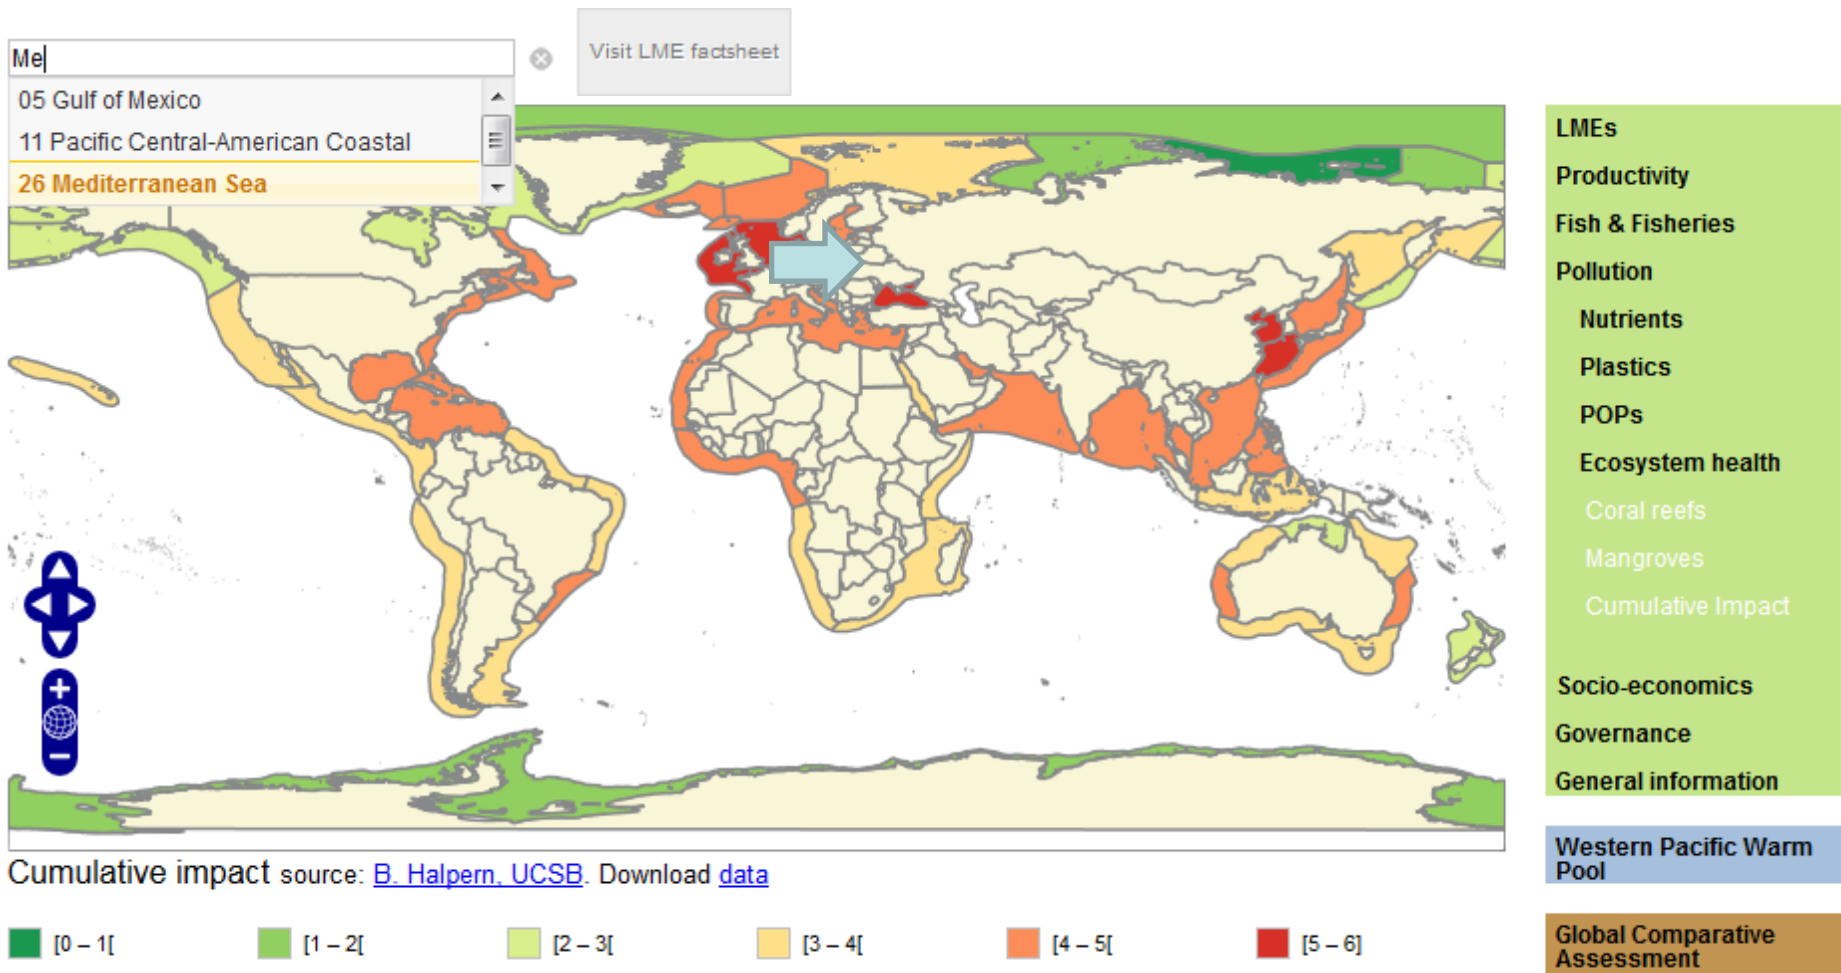 Me
Visit LME factsheet
05 Gulf of Mexico
11 Pacific Central-American Coastal
26 Mediterranean Sea
LMEs
Productivity
Fish & Fisheries
Pollution
Nutrients
Plastics
POPs
Ecosystem health
Coral reefs
Mangroves
Cumulative Impact
Socio-economics
Governance
General information
Western Pacific Warm
Pool
Global Comparative
Assessment
Cumulative impact source: B. Halpern, UCSB. Download data
[0 – 1[
[1 – 2[
[2 – 3[
[3 – 4[
[4 – 5[
[5 – 6]